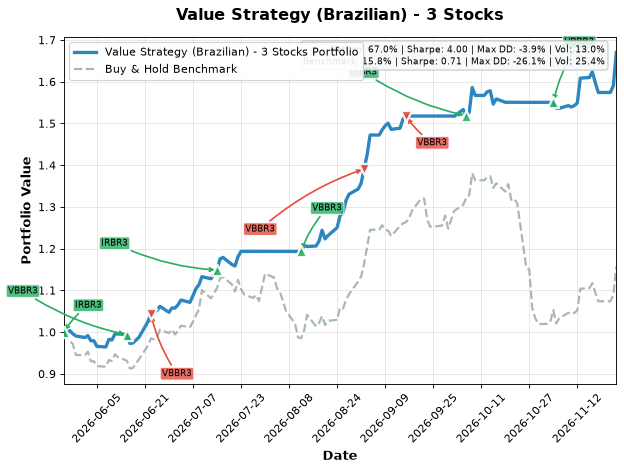 Value Strategy (Brazilian) - 3 Stocks
1.7
1.6
1.5
1.4
1.3
1.2
1.1
1.0
0.9
Portfolio Value
Value Strategy (Brazilian) - 3 Stocks Portfolio
Buy & Hold Benchmark
67.0% | Sharpe: 4.00 | Max DD: -3.9% | Vol: 13.0%
15.8% | Sharpe: 0.71 | Max DD: -26.1% | Vol: 25.4%
VBBR3
IRBR3
VBBR3
VBBR3
VBBR3
IRBR3
VBBR3
IRBR3
VBBR3
2026-06-05
2026-06-21
2026-07-07
2026-07-23
2026-08-08
2026-08-24
2026-09-09
2026-09-25
2026-10-11
2026-10-27
2026-11-12
Date